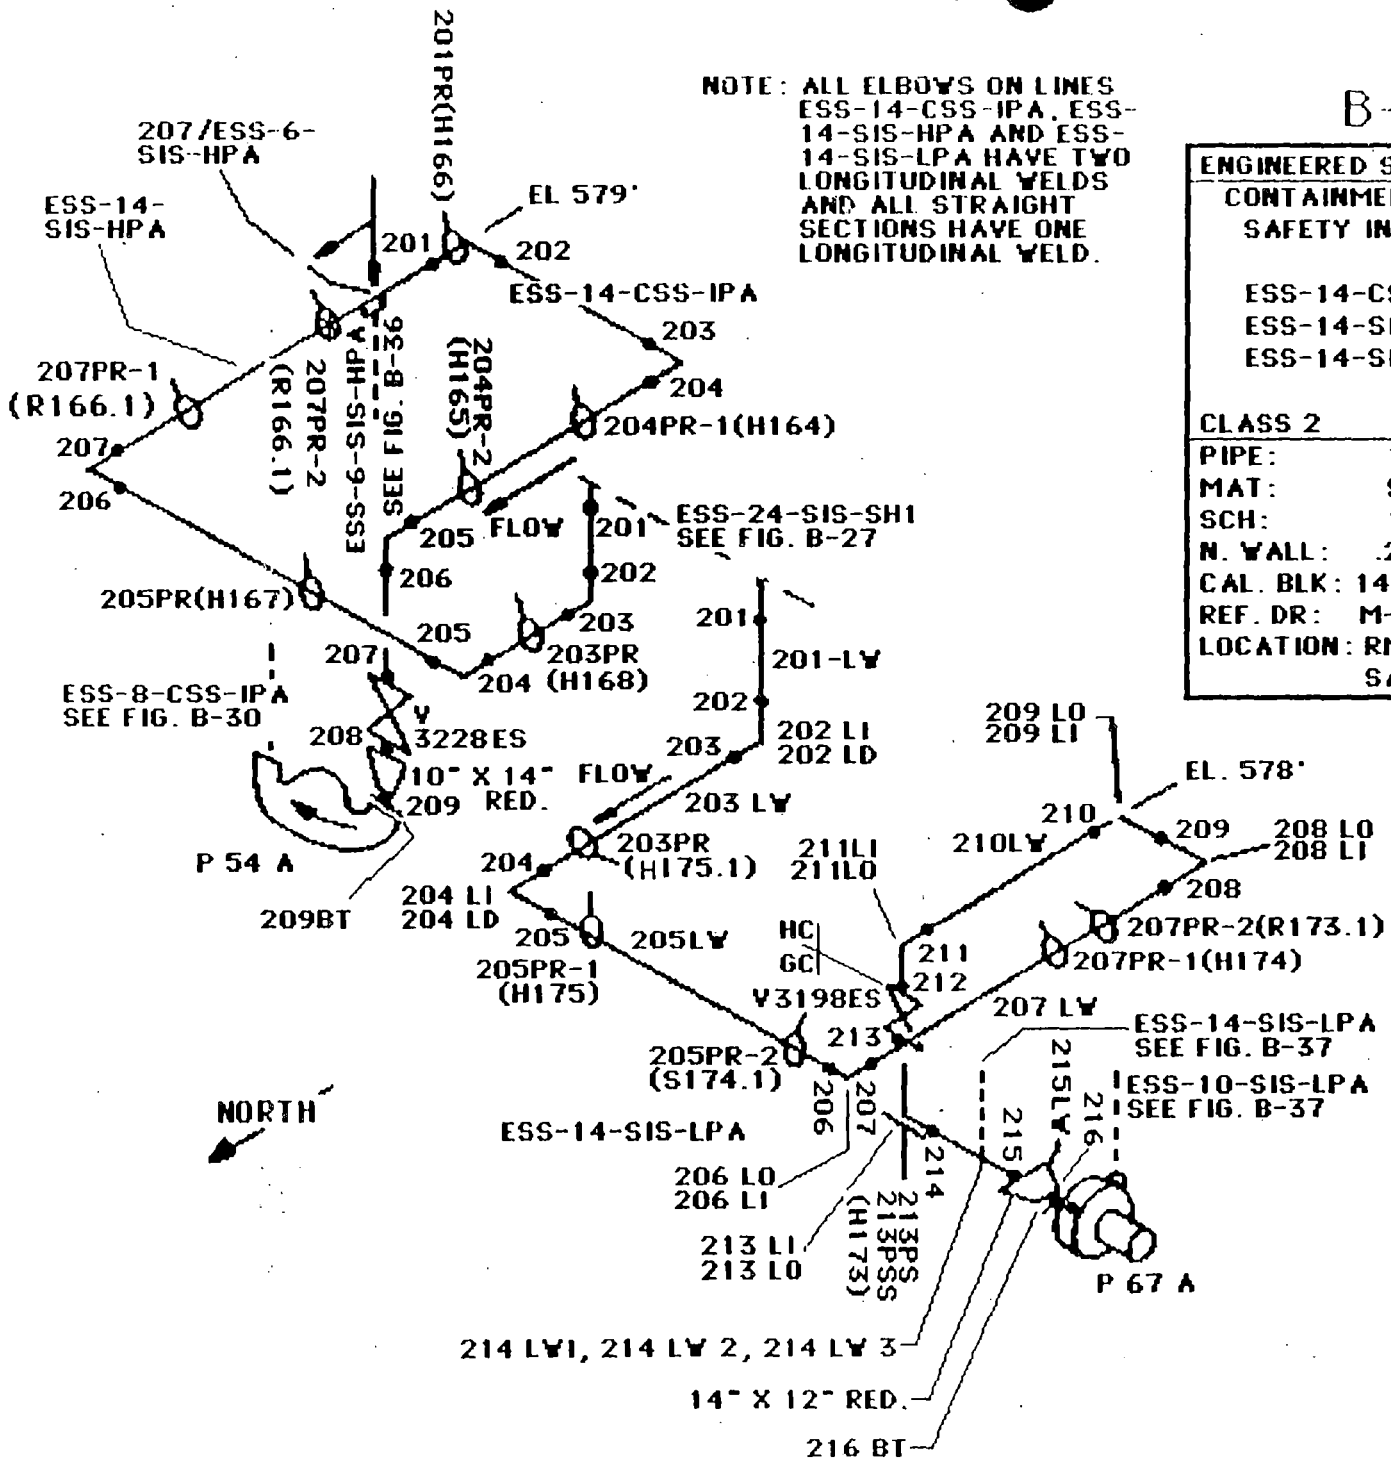 201PR(H166)
NOTE: ALL ELBOWS ON LINES
ESS-14-CSS-IPA. ESS-
14-SIS-HPA AND ESS-
14-SIS-LPA HAVE TWO
LONGITUDINAL WELDS
AND ALL STRAIGHT
SECTIONS HAVE ONE
LONGITUDINAL WELD.
B-
ENGINEERED S
CONTAINME
SAFETY IN
ESS-14-CS
ESS-14-SI
ESS-14-SI
CLASS 2
PIPE:
MAT:
SCH:
N. WALL: .2
CAL. BLK: 14
REF. DR: M-
LOCATION: RM
SA
207/ESS-6-
SIS-HPA
ESS-14-
SIS-HPA
EL 579'
201
202
ESS-14-CSS-IPA
203
204
204PR-1(H164)
204PR-2
(H165)
SEE FIG. B-36
ESS-6-SIS-HPA
207PR-2
(R166.1)
207PR-1
(R166.1)
207
206
205
FLOW
206
201
ESS-24-SIS-SH1
SEE FIG. B-27
202
203
203PR
(H168)
204
205
205PR(H167)
207
ESS-8-CSS-IPA
SEE FIG. B-30
208
V
3228ES
10" X 14"
RED.
209
P 54 A
209BT
201
201-LW
202
202 LI
202 LO
203
FLOW
203 LW
203PR
(H175.1)
204
204 LI
204 LO
205
205LW
205PR-1
(H175)
209 LO
209 LI
EL. 578'
210
209
210LW
208 LO
208 LI
208
211LI
211LO
207PR-2(R173.1)
207PR-1(H174)
HC
GC
211
212
V3198ES
207 LW
213
205PR-2
(S174.1)
206
207
ESS-14-SIS-LPA
SEE FIG. B-37
ESS-10-SIS-LPA
SEE FIG. B-37
215LW
216
215
214
NORTH
ESS-14-SIS-LPA
206 LO
206 LI
213 LI
213 LO
213PS
213PSS
(H173)
P 67 A
214 LW1, 214 LW 2, 214 LW 3
14" X 12" RED.
216 BT